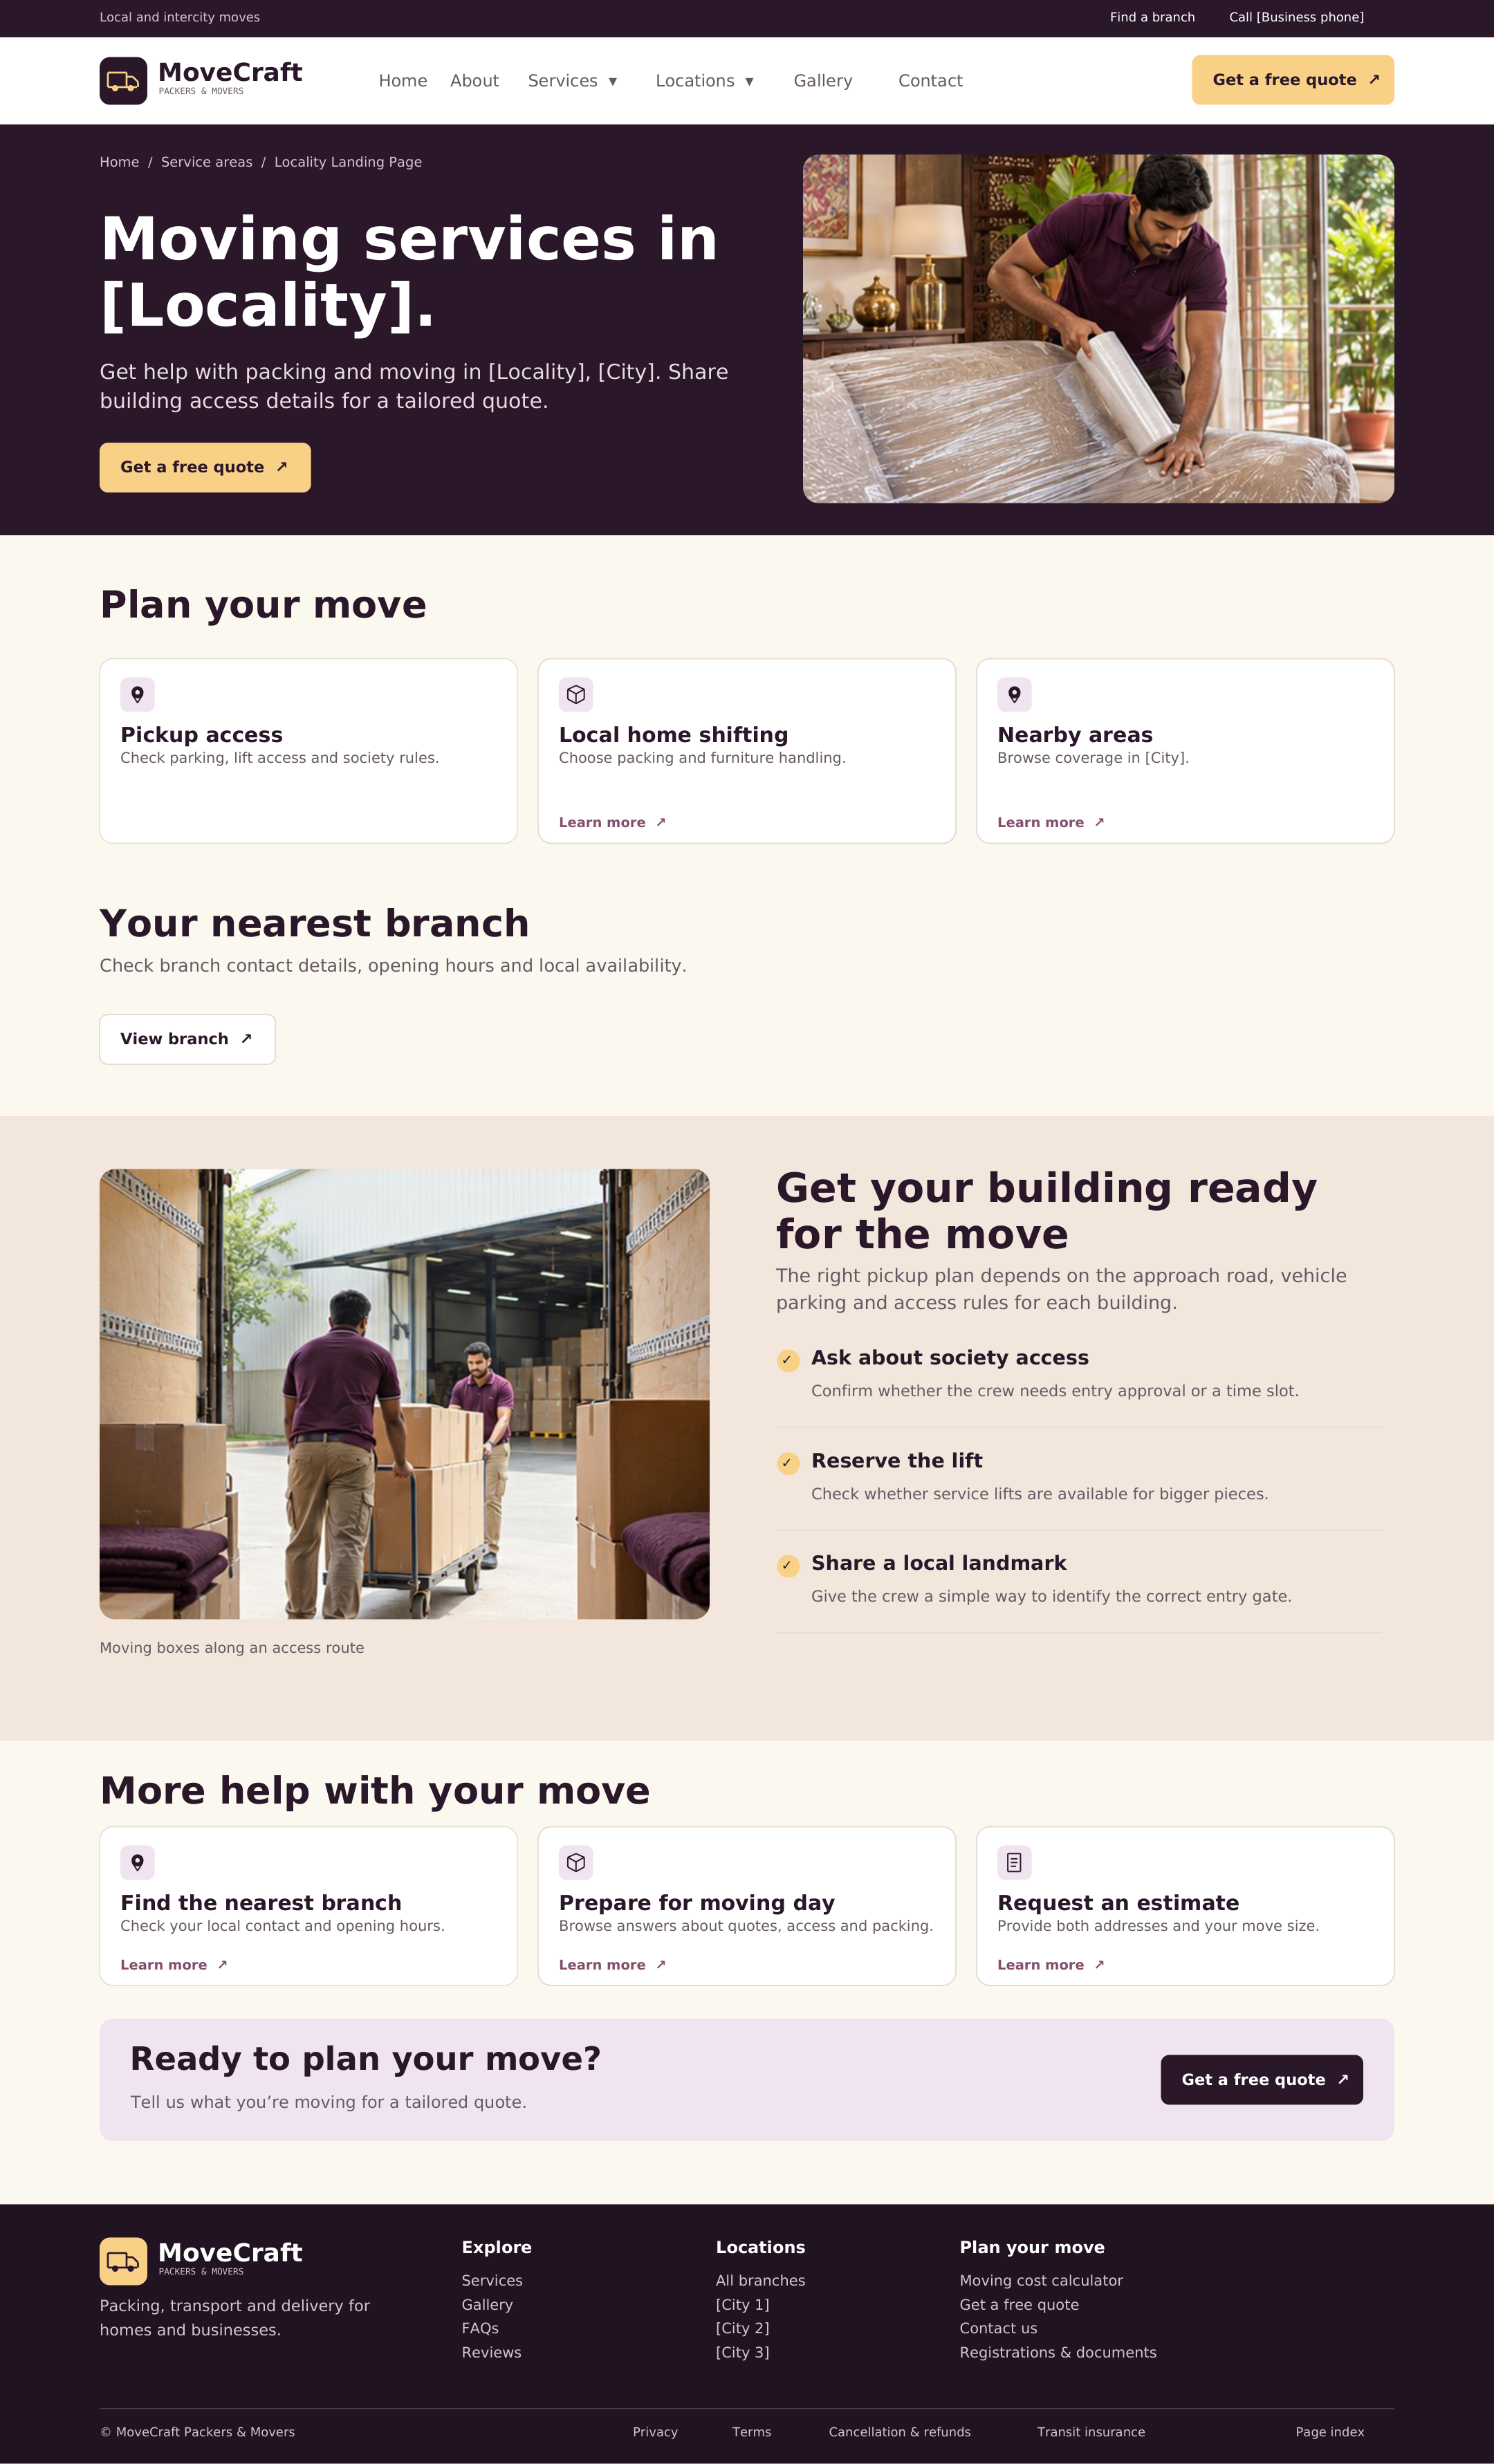 Local and intercity moves
Find a branch
Call [Business phone]
MoveCraft
PACKERS & MOVERS
Home
About
Services ▾
Locations ▾
Gallery
Contact
Get a free quote ↗
Home / Service areas / Locality Landing Page
Moving services in
[Locality].
Get help with packing and moving in [Locality], [City]. Share
building access details for a tailored quote.
Get a free quote ↗
Plan your move
Pickup access
Check parking, lift access and society rules.
Local home shifting
Choose packing and furniture handling.
Learn more ↗
Nearby areas
Browse coverage in [City].
Learn more ↗
Your nearest branch
Check branch contact details, opening hours and local availability.
View branch ↗
Moving boxes along an access route
Get your building ready
for the move
The right pickup plan depends on the approach road, vehicle
parking and access rules for each building.
✓ Ask about society access
Confirm whether the crew needs entry approval or a time slot.
✓ Reserve the lift
Check whether service lifts are available for bigger pieces.
✓ Share a local landmark
Give the crew a simple way to identify the correct entry gate.
More help with your move
Find the nearest branch
Check your local contact and opening hours.
Learn more ↗
Prepare for moving day
Browse answers about quotes, access and packing.
Learn more ↗
Request an estimate
Provide both addresses and your move size.
Learn more ↗
Ready to plan your move?
Tell us what you’re moving for a tailored quote.
Get a free quote ↗
MoveCraft
PACKERS & MOVERS
Packing, transport and delivery for
homes and businesses.
Explore
Services
Gallery
FAQs
Reviews
Locations
All branches
[City 1]
[City 2]
[City 3]
Plan your move
Moving cost calculator
Get a free quote
Contact us
Registrations & documents
© MoveCraft Packers & Movers
Privacy
Terms
Cancellation & refunds
Transit insurance
Page index